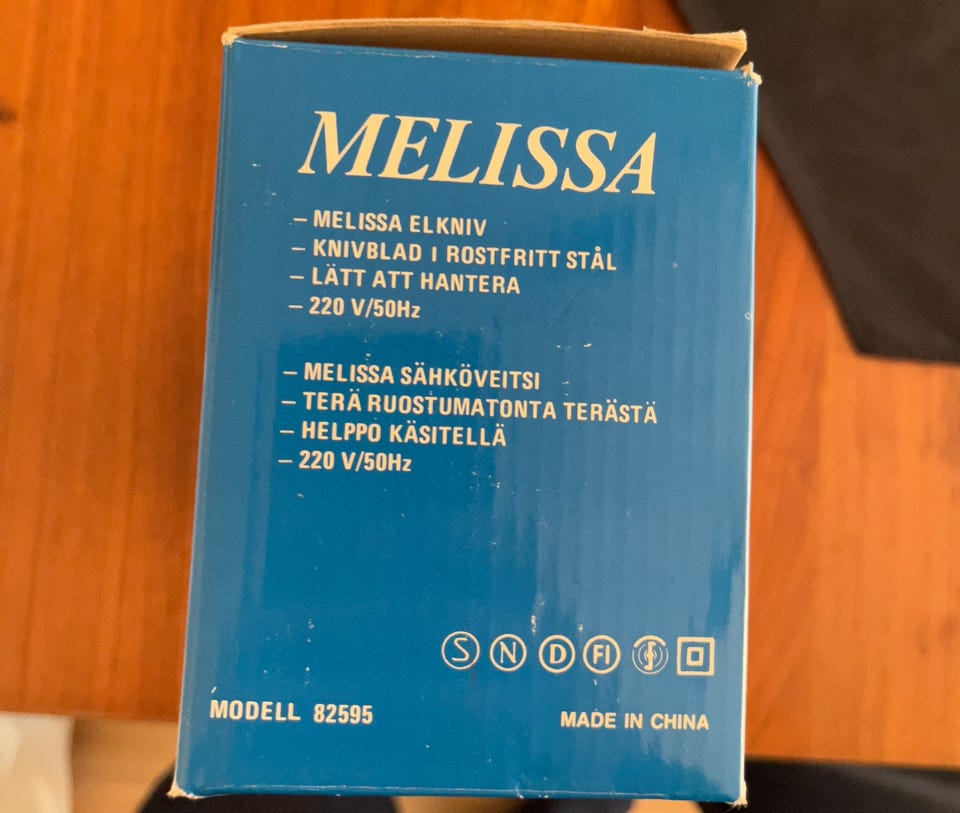 MELISSA
– MELISSA ELKNIV
– KNIVBLAD I ROSTFRITT STÅL
– LÄTT ATT HANTERA
– 220 V/50Hz
– MELISSA SÄHKÖVEITSI
– TERÄ RUOSTUMATONTA TERÄSTÄ
– HELPPO KÄSITELLÄ
– 220 V/50Hz
S N D FI
MODELL 82595
MADE IN CHINA